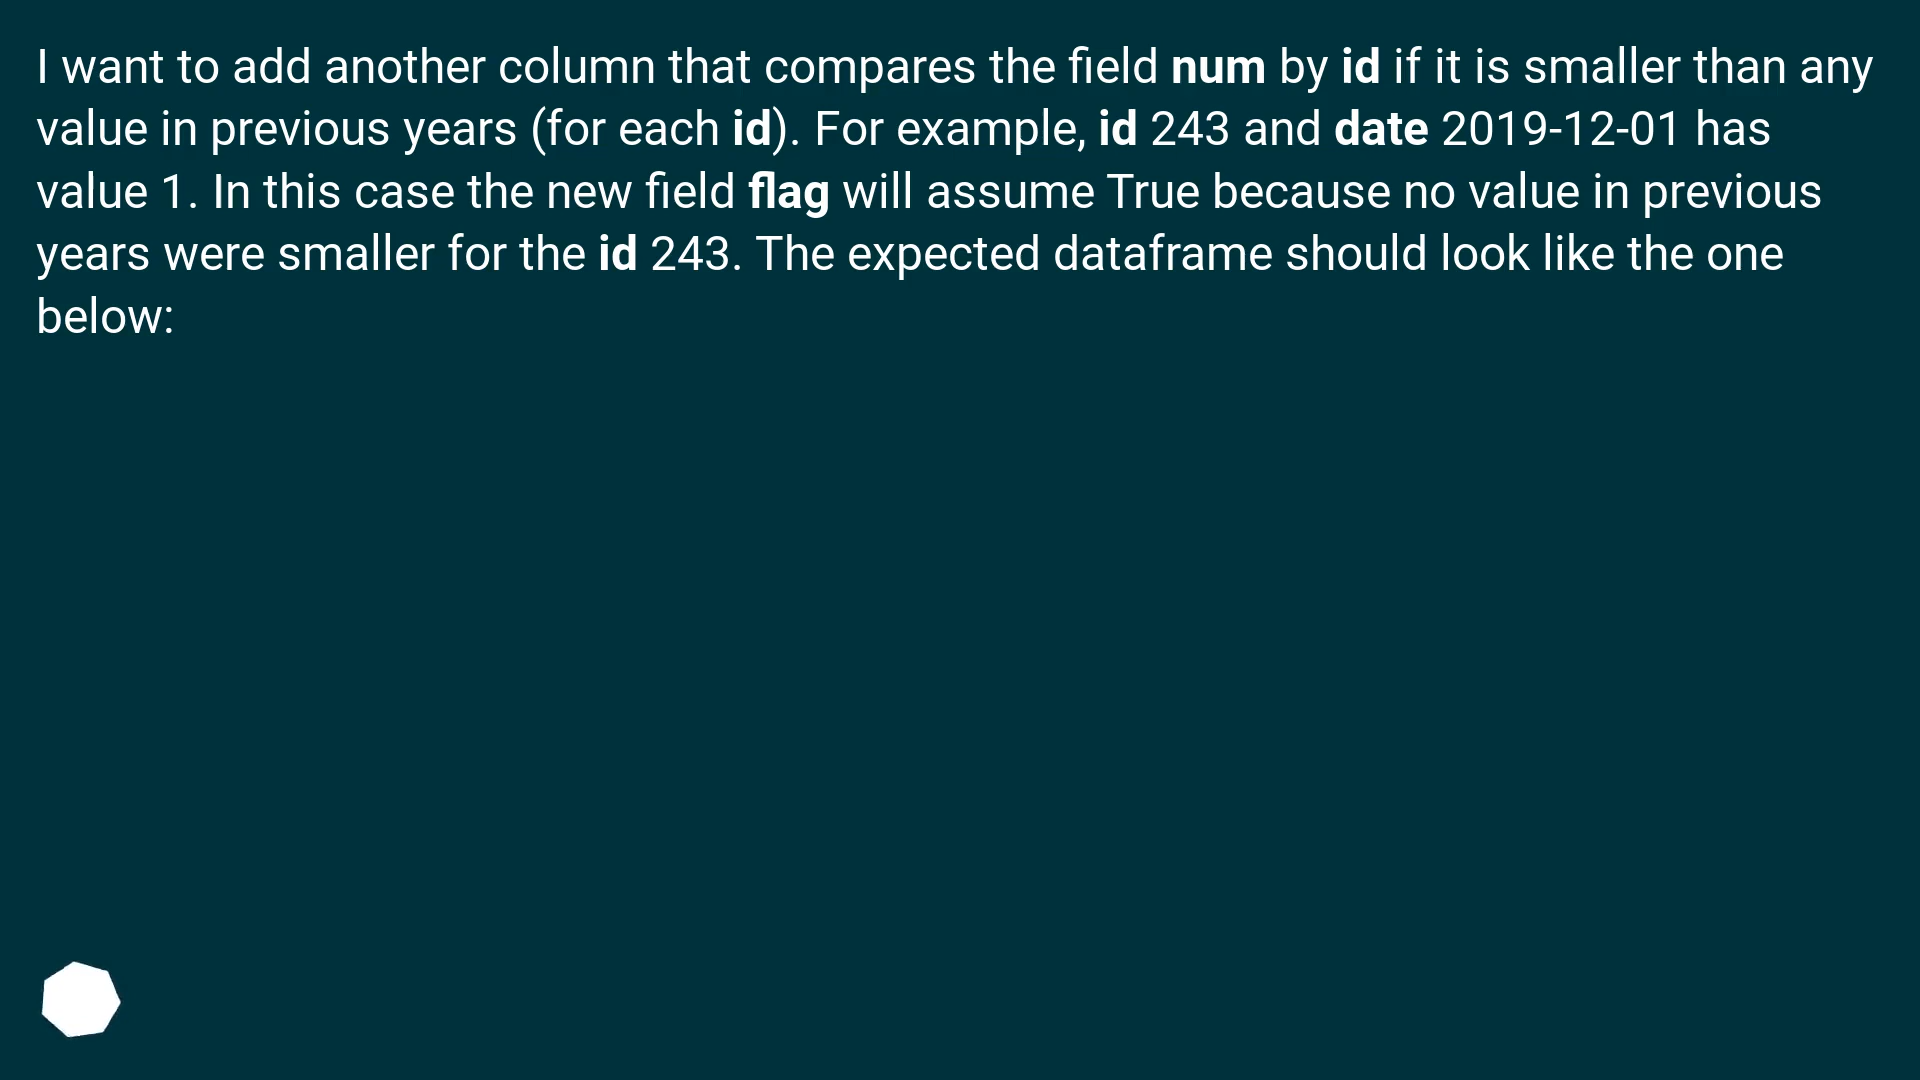 I want to add another column that compares the field num by id if it is smaller than any
value in previous years (for each id). For example, id 243 and date 2019-12-01 has
value 1. In this case the new field flag will assume True because no value in previous
years were smaller for the id 243. The expected dataframe should look like the one
below: